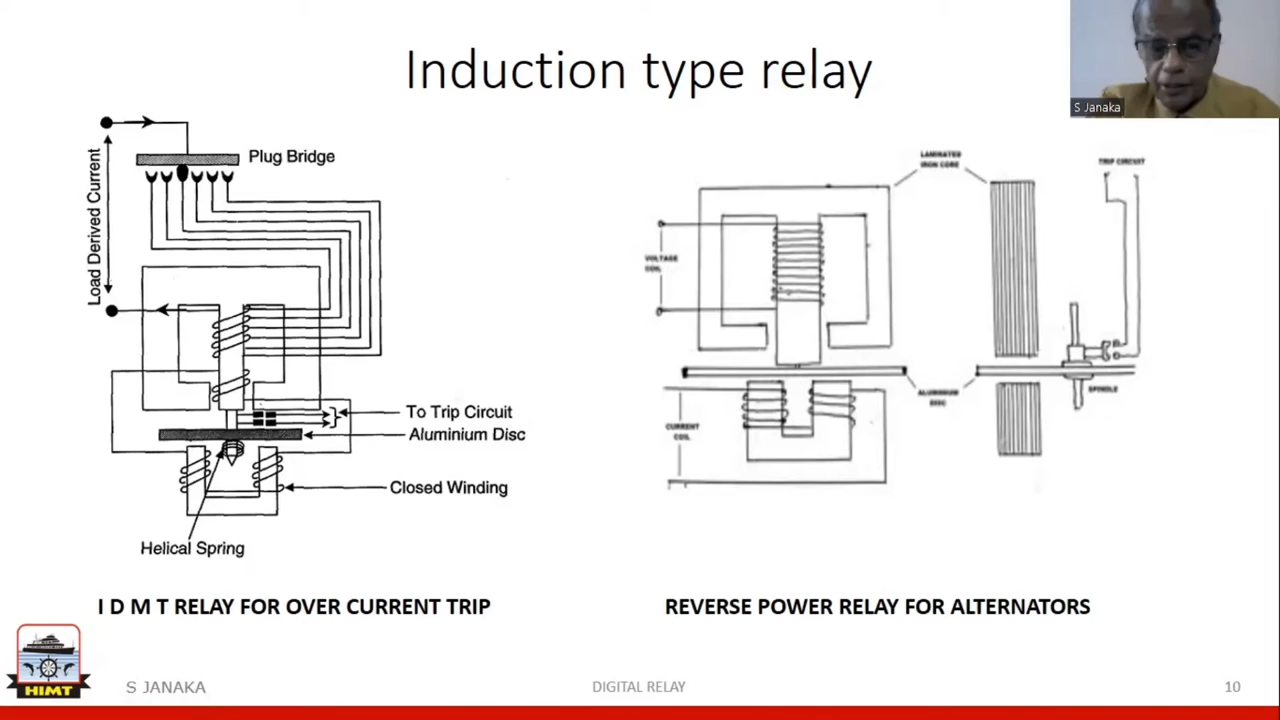 Induction type relay
S Janaka
Plug Bridge
Load Derived Current
To Trip Circuit
Aluminium Disc
Closed Winding
Helical Spring
LAMINATED
IRON CORE
TRIP CIRCUIT
VOLTAGE
COIL
ALUMINUM
DISC
SPINDLE
CURRENT
COIL
I D M T RELAY FOR OVER CURRENT TRIP
REVERSE POWER RELAY FOR ALTERNATORS
HIMT
S JANAKA
DIGITAL RELAY
10